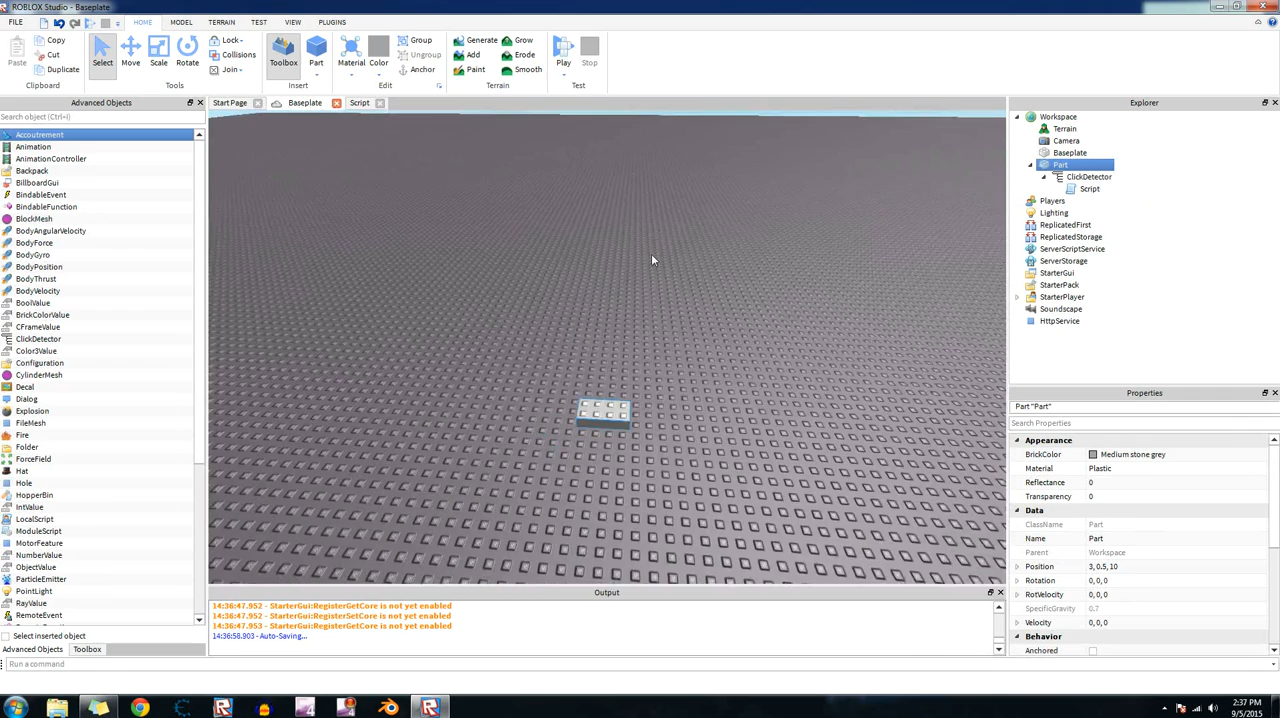 ROBLOX Studio - Baseplate
FILE HOME MODEL TERRAIN TEST VIEW PLUGINS
Paste
Copy
Cut
Duplicate
Clipboard
Select
Move
Scale
Rotate
Lock
Collisions
Join
Tools
Toolbox
Part
Insert
Material
Color
Group
Ungroup
Anchor
Edit
Generate
Add
Paint
Grow
Erode
Smooth
Terrain
Play
Stop
Test
Advanced Objects
Search object (Ctrl+I)
Accoutrement
Animation
AnimationController
Backpack
BillboardGui
BindableEvent
BindableFunction
BlockMesh
BodyAngularVelocity
BodyForce
BodyGyro
BodyPosition
BodyThrust
BodyVelocity
BoolValue
BrickColorValue
CFrameValue
ClickDetector
Color3Value
Configuration
CylinderMesh
Decal
Dialog
Explosion
FileMesh
Fire
Folder
ForceField
Hat
Hole
HopperBin
IntValue
LocalScript
ModuleScript
MotorFeature
NumberValue
ObjectValue
ParticleEmitter
PointLight
RayValue
RemoteEvent
Select inserted object
Advanced Objects Toolbox
Run a command
Start Page Baseplate Script
Output
14:36:47.952 - StarterGui:RegisterGetCore is not yet enabled
14:36:47.952 - StarterGui:RegisterSetCore is not yet enabled
14:36:47.953 - StarterGui:RegisterGetCore is not yet enabled
14:36:58.903 - Auto-Saving...
Explorer
Workspace
Terrain
Camera
Baseplate
Part
ClickDetector
Script
Players
Lighting
ReplicatedFirst
ReplicatedStorage
ServerScriptService
ServerStorage
StarterGui
StarterPack
StarterPlayer
Soundscape
HttpService
Properties
Part "Part"
Search Properties
Appearance
BrickColor Medium stone grey
Material Plastic
Reflectance 0
Transparency 0
Data
ClassName Part
Name Part
Parent Workspace
Position 3, 0.5, 10
Rotation 0, 0, 0
RotVelocity 0, 0, 0
SpecificGravity 0.7
Velocity 0, 0, 0
Behavior
Anchored
2:37 PM
9/5/2015